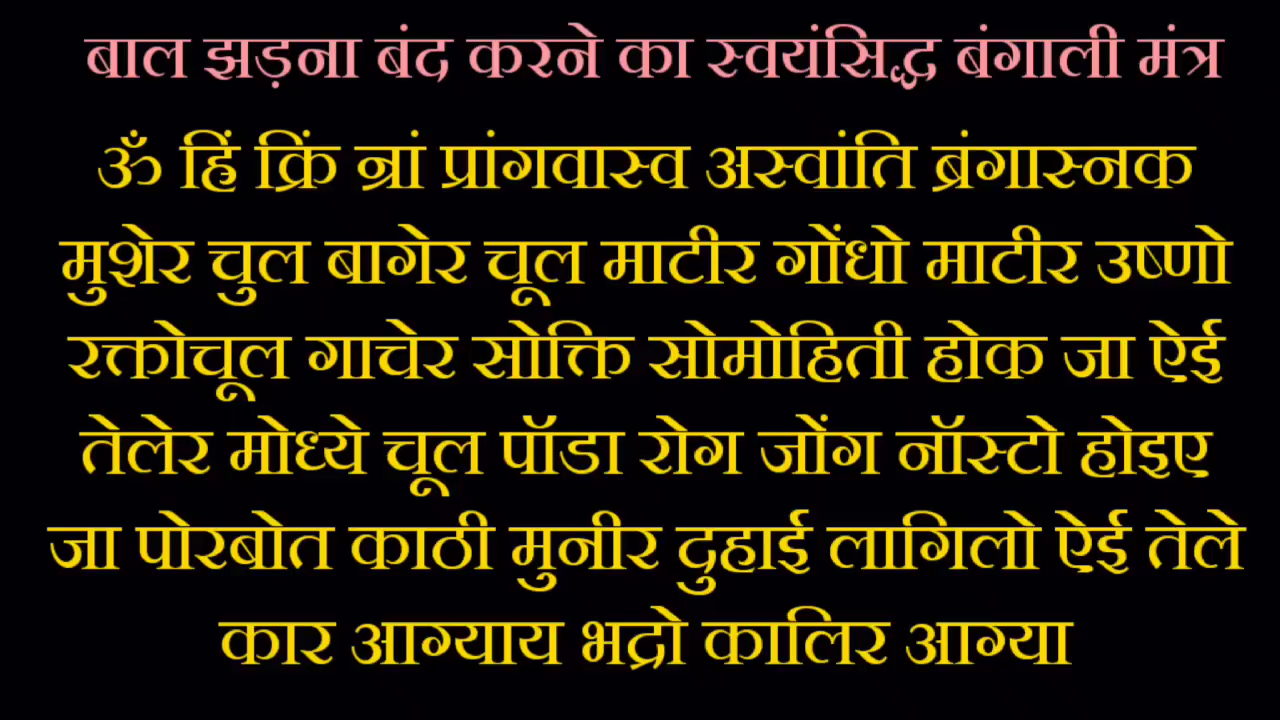 बाल झड़ना बंद करने का स्वयंसिद्ध बंगाली मंत्र
ॐ ह्रिं क्रिं न्रां प्रांगवास्व अस्वांति ब्रंगास्नक
मुशेर चुल बागेर चूल माटीर गोंधो माटीर उष्णो
रक्तोचूल गाचेर सोक्ति सोमोहिती होक जा ऐई
तेलेर मोध्ये चूल पॉडा रोग जोंग नॉस्टो होइए
जा पोरबोत काठी मुनीर दुहाई लागिलो ऐई तेले
कार आग्याय भद्रो कालिर आग्या